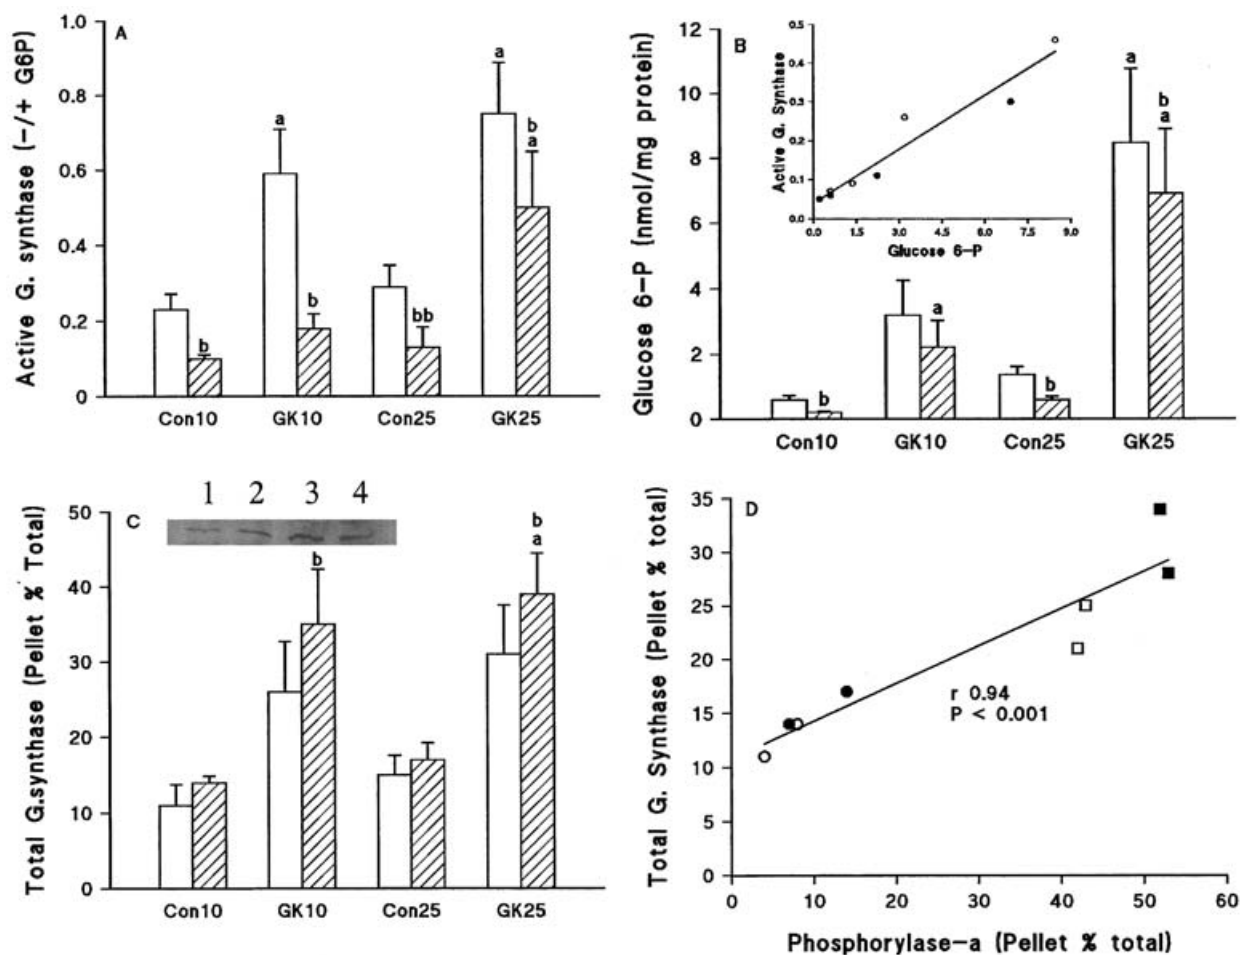 A
Active G. synthase (-/+ G6P)
1.0
0.8
0.6
0.4
0.2
0
b
a
b
bb
a
b
a
Con10 GK10 Con25 GK25
B
Glucose 6-P (nmol/mg protein)
12
10
8
6
4
2
0
b
a
b
a
b
a
Con10 GK10 Con25 GK25
Active G. Synthase
0.5
0.4
0.3
0.1
0.0
0.0 1.5 3.0 4.5 6.0 7.5 9.0
Glucose 6-P
C
Total G.synthase (Pellet % Total)
50
40
30
20
10
0
1 2 3 4
b
b
a
Con10 GK10 Con25 GK25
D
Total G. Synthase (Pellet % total)
35
30
25
20
15
10
5
0
r 0.94
P < 0.001
0 10 20 30 40 50 60
Phosphorylase-a (Pellet % total)